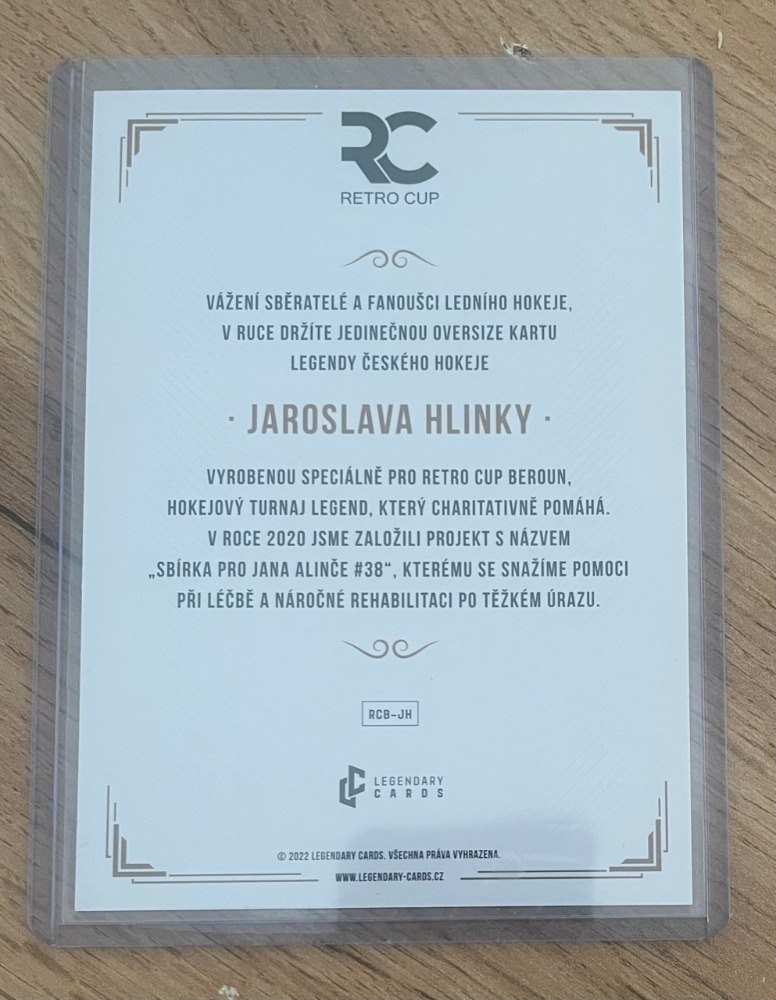 RC
RETRO CUP
VÁŽENÍ SBĚRATELÉ A FANOUŠCI LEDNÍHO HOKEJE,
V RUCE DRŽÍTE JEDINEČNOU OVERSIZE KARTU
LEGENDY ČESKÉHO HOKEJE
· JAROSLAVA HLINKY ·
VYROBENOU SPECIÁLNĚ PRO RETRO CUP BEROUN,
HOKEJOVÝ TURNAJ LEGEND, KTERÝ CHARITATIVNĚ POMÁHÁ.
V ROCE 2020 JSME ZALOŽILI PROJEKT S NÁZVEM
„SBÍRKA PRO JANA ALINČE #38“, KTERÉMU SE SNAŽÍME POMOCI
PŘI LÉČBĚ A NÁROČNÉ REHABILITACI PO TĚŽKÉM ÚRAZU.
RCB-JH
LEGENDARY
CARDS
© 2022 LEGENDARY CARDS. VŠECHNA PRÁVA VYHRAZENA.
WWW.LEGENDARY-CARDS.CZ